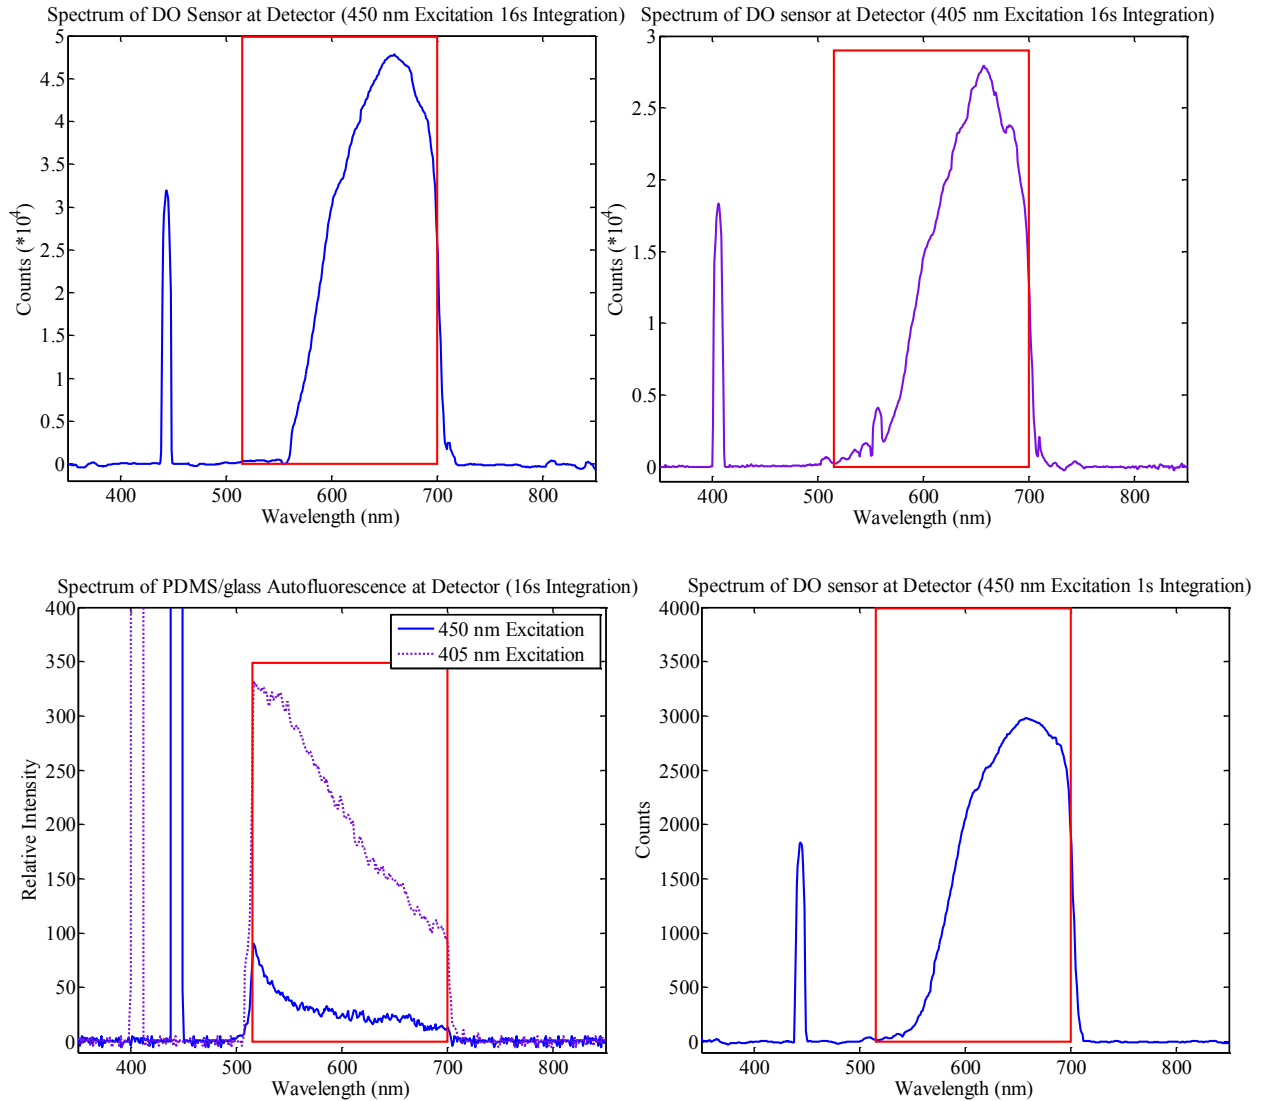 Spectrum of DO Sensor at Detector (450 nm Excitation 16s Integration)
5
4.5
4
3.5
3
2.5
2
1.5
1
0.5
0
Counts (*10^4)
400 500 600 700 800
Wavelength (nm)
Spectrum of DO sensor at Detector (405 nm Excitation 16s Integration)
3
2.5
2
1.5
1
0.5
0
Counts (*10^4)
400 500 600 700 800
Wavelength (nm)
Spectrum of PDMS/glass Autofluorescence at Detector (16s Integration)
450 nm Excitation
405 nm Excitation
400
350
300
250
200
150
100
50
0
Relative Intensity
400 500 600 700 800
Wavelength (nm)
Spectrum of DO sensor at Detector (450 nm Excitation 1s Integration)
4000
3500
3000
2500
2000
1500
1000
500
0
Counts
400 500 600 700 800
Wavelength (nm)